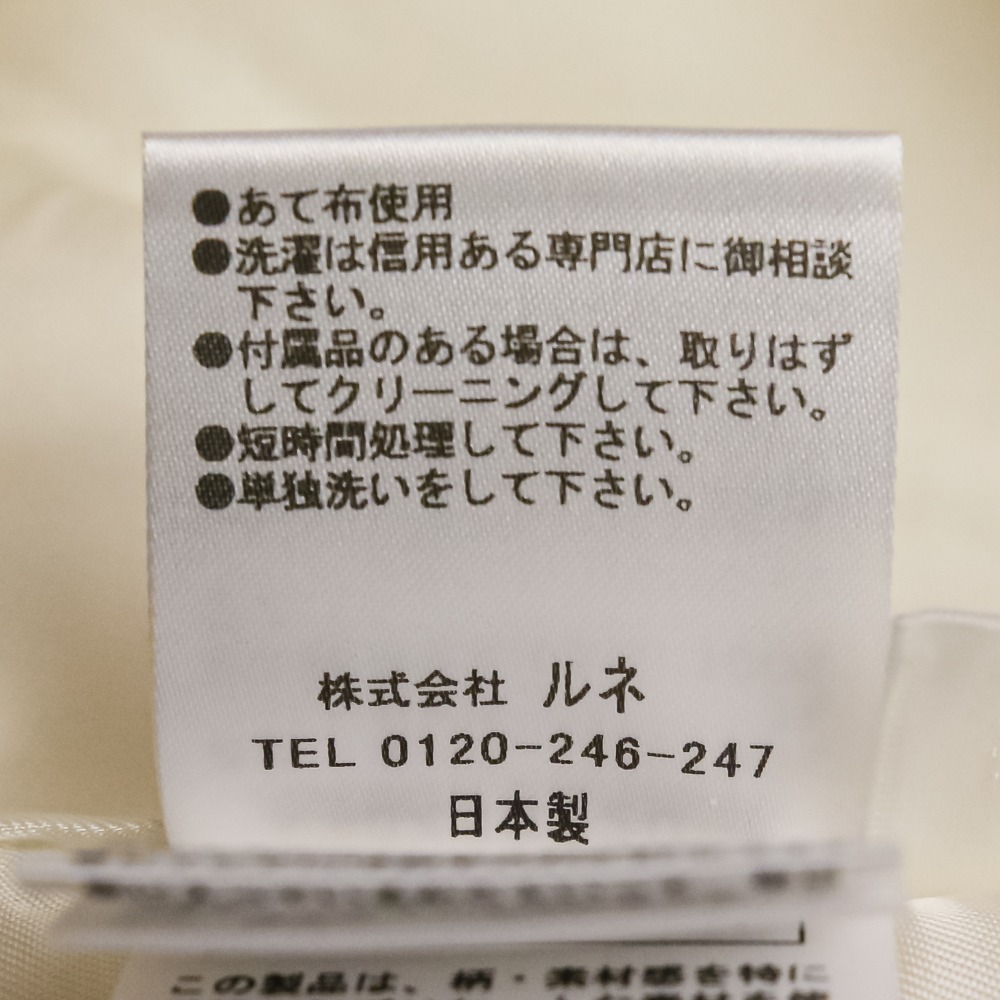 ●あて布使用
●洗濯は信用ある専門店に御相談
下さい。
●付属品のある場合は、取りはず
してクリーニングして下さい。
●短時間処理して下さい。
●単独洗いをして下さい。
株式会社 ルネ
TEL 0120-246-247
日本製
この製品は、柄・素材感を特に